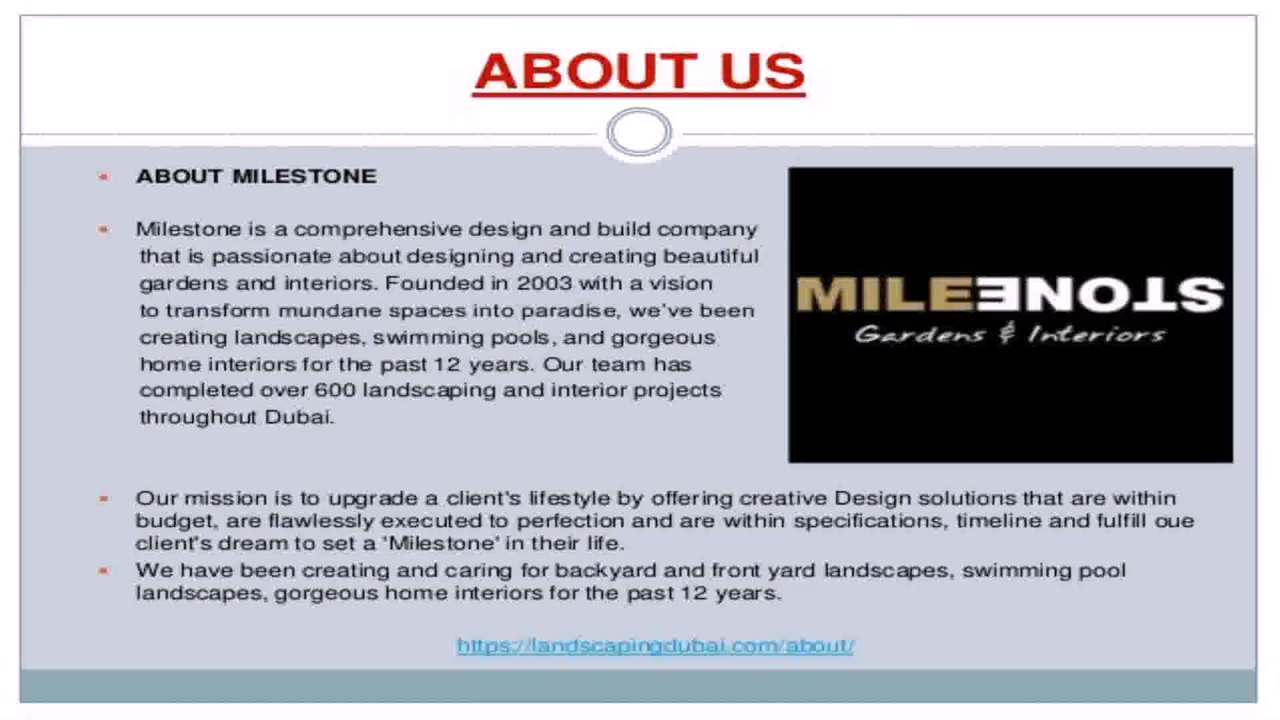 ABOUT US
ABOUT MILESTONE
Milestone is a comprehensive design and build company
that is passionate about designing and creating beautiful
gardens and interiors. Founded in 2003 with a vision
to transform mundane spaces into paradise, we've been
creating landscapes, swimming pools, and gorgeous
home interiors for the past 12 years. Our team has
completed over 600 landscaping and interior projects
throughout Dubai.
MILESTONE
Gardens & Interiors
Our mission is to upgrade a client's lifestyle by offering creative Design solutions that are within
budget, are flawlessly executed to perfection and are within specifications, timeline and fulfill oue
client's dream to set a 'Milestone' in their life.
We have been creating and caring for backyard and front yard landscapes, swimming pool
landscapes, gorgeous home interiors for the past 12 years.
https://landscapingdubai.com/about/